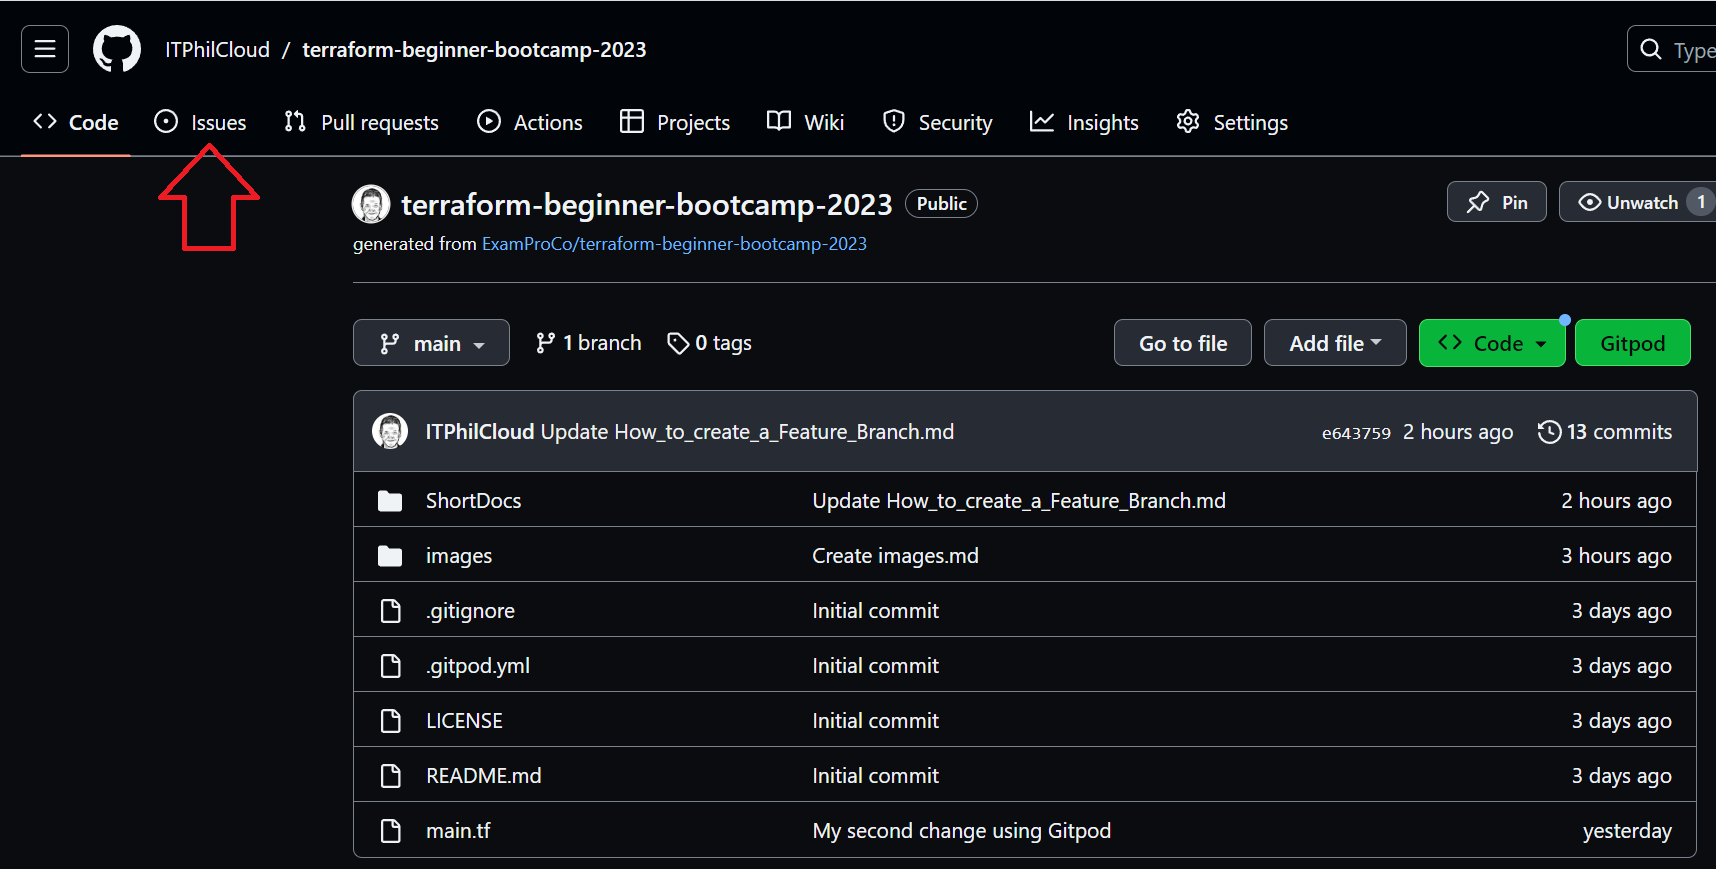 ITPhilCloud / terraform-beginner-bootcamp-2023
Type
Code Issues Pull requests Actions Projects Wiki Security Insights Settings
terraform-beginner-bootcamp-2023 Public Pin Unwatch 1
generated from ExamProCo/terraform-beginner-bootcamp-2023
main 1 branch 0 tags Go to file Add file Code Gitpod
ITPhilCloud Update How_to_create_a_Feature_Branch.md e643759 2 hours ago 13 commits
ShortDocs Update How_to_create_a_Feature_Branch.md 2 hours ago
images Create images.md 3 hours ago
.gitignore Initial commit 3 days ago
.gitpod.yml Initial commit 3 days ago
LICENSE Initial commit 3 days ago
README.md Initial commit 3 days ago
main.tf My second change using Gitpod yesterday